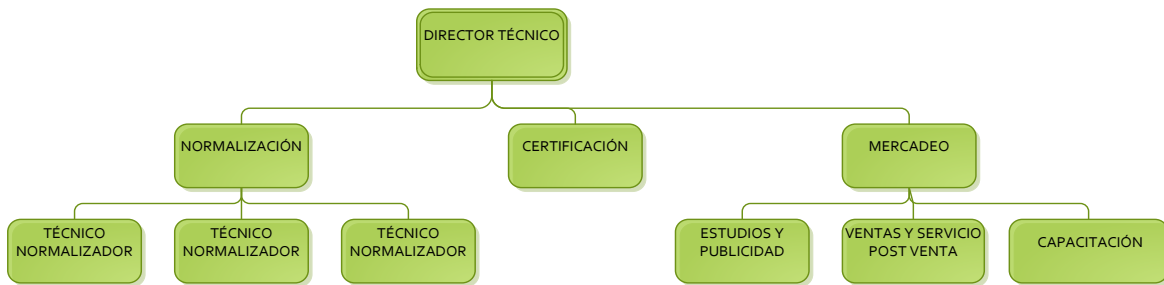 DIRECTOR TÉCNICO
NORMALIZACIÓN
CERTIFICACIÓN
MERCADEO
TÉCNICO
NORMALIZADOR
TÉCNICO
NORMALIZADOR
TÉCNICO
NORMALIZADOR
ESTUDIOS Y
PUBLICIDAD
VENTAS Y SERVICIO
POST VENTA
CAPACITACIÓN